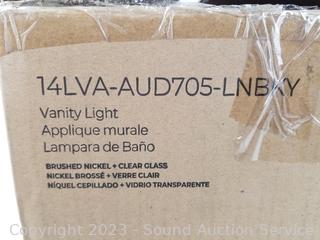 14LVA-AUD705-LNBKY
Vanity Light
Applique murale
Lampara de Baño
BRUSHED NICKEL + CLEAR GLASS
NICKEL BROSSÉ + VERRE CLAIR
NÍQUEL CEPILLADO + VIDRIO TRANSPARENTE
Copyright 2023 - Sound Auction Service